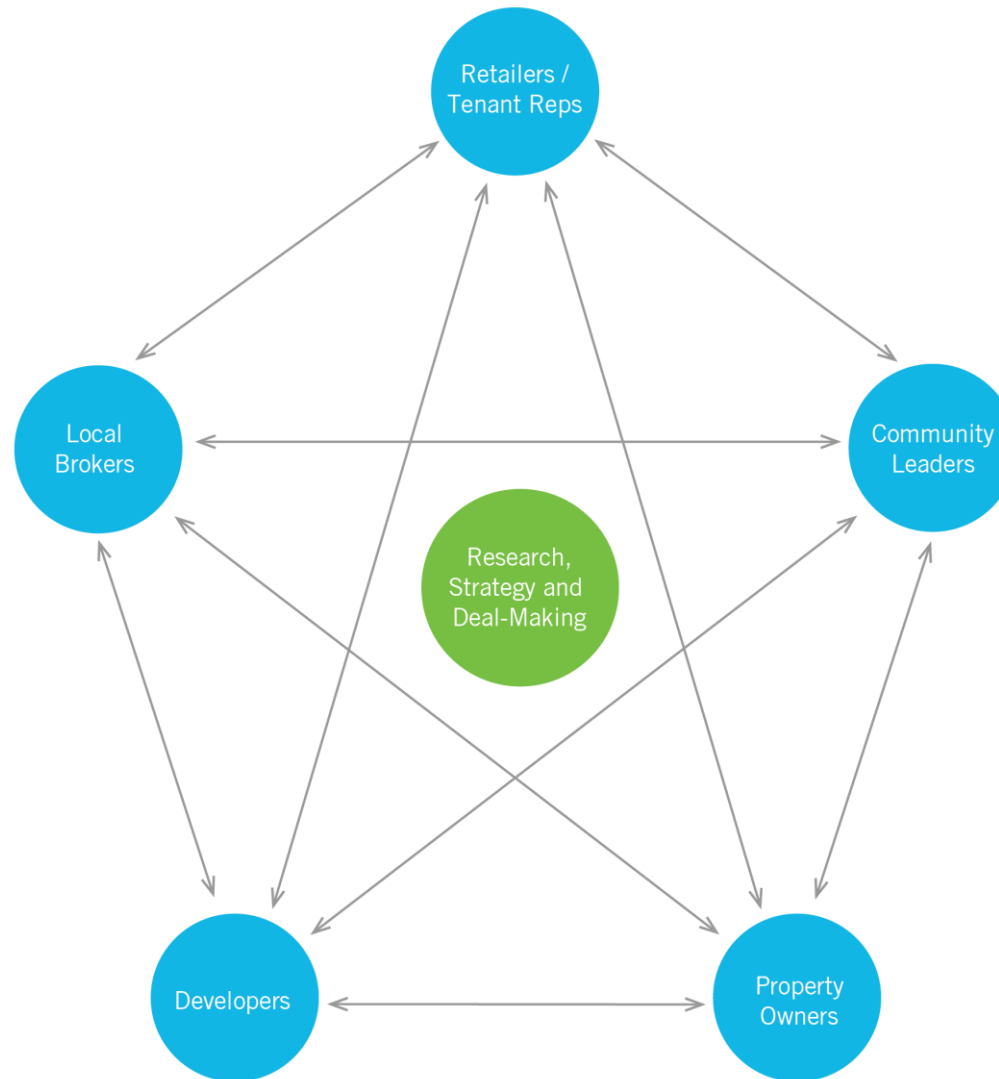 Retailers /
Tenant Reps
Local
Brokers
Community
Leaders
Research,
Strategy and
Deal-Making
Developers
Property
Owners